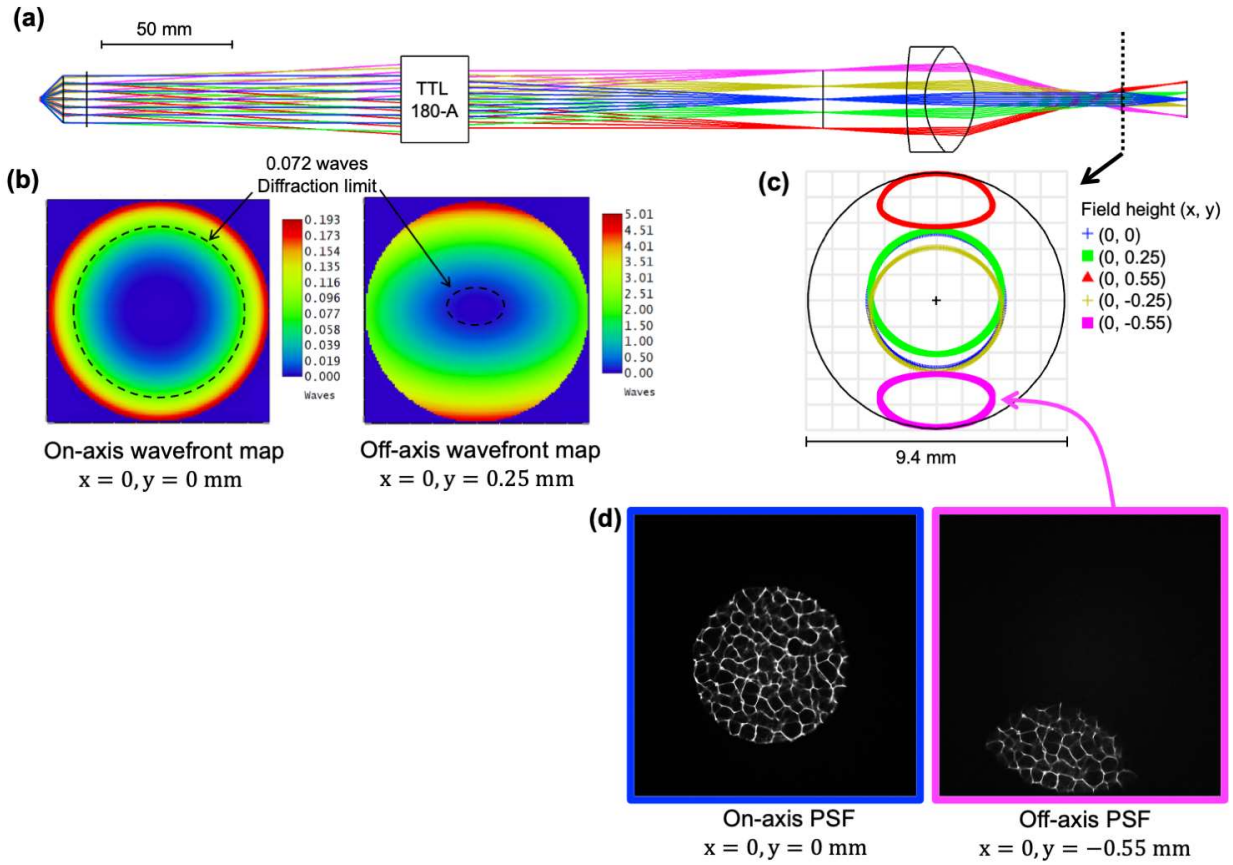 (a)
50 mm
TTL
180-A
0.072 waves
Diffraction limit
(b)
0.193
0.173
0.154
0.135
0.116
0.096
0.077
0.058
0.039
0.019
0.000
Waves
5.01
4.51
4.01
3.51
3.01
2.51
2.00
1.50
1.00
0.50
0.00
Waves
On-axis wavefront map
x = 0, y = 0 mm
Off-axis wavefront map
x = 0, y = 0.25 mm
(c)
Field height (x, y)
(0, 0)
(0, 0.25)
(0, 0.55)
(0, -0.25)
(0, -0.55)
9.4 mm
(d)
On-axis PSF
x = 0, y = 0 mm
Off-axis PSF
x = 0, y = −0.55 mm